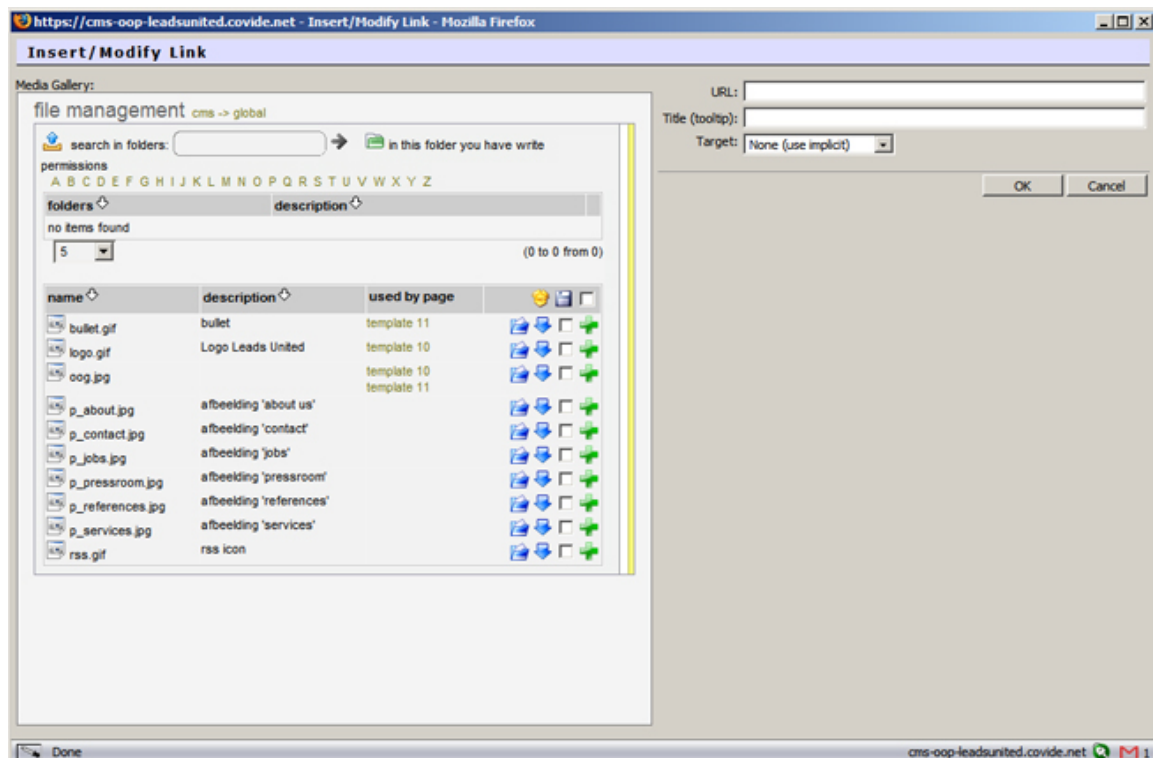 https://cms-oop-leadsunited.covide.net - Insert/Modify Link - Mozilla Firefox
Insert/Modify Link
Media Gallery:
file management cms -> global
search in folders: in this folder you have write
permissions
A B C D E F G H I J K L M N O P Q R S T U V W X Y Z
folders description
no items found
5 (0 to 0 from 0)
name description used by page
bullet.gif bullet template 11
logo.gif Logo Leads United template 10
oog.jpg template 10
template 11
p_about.jpg afbeelding 'about us'
p_contact.jpg afbeelding 'contact'
p_jobs.jpg afbeelding 'jobs'
p_pressroom.jpg afbeelding 'pressroom'
p_references.jpg afbeelding 'references'
p_services.jpg afbeelding 'services'
rss.gif rss icon
URL:
Title (tooltip):
Target: None (use implicit)
OK Cancel
Done cms-oop-leadsunited.covide.net 1